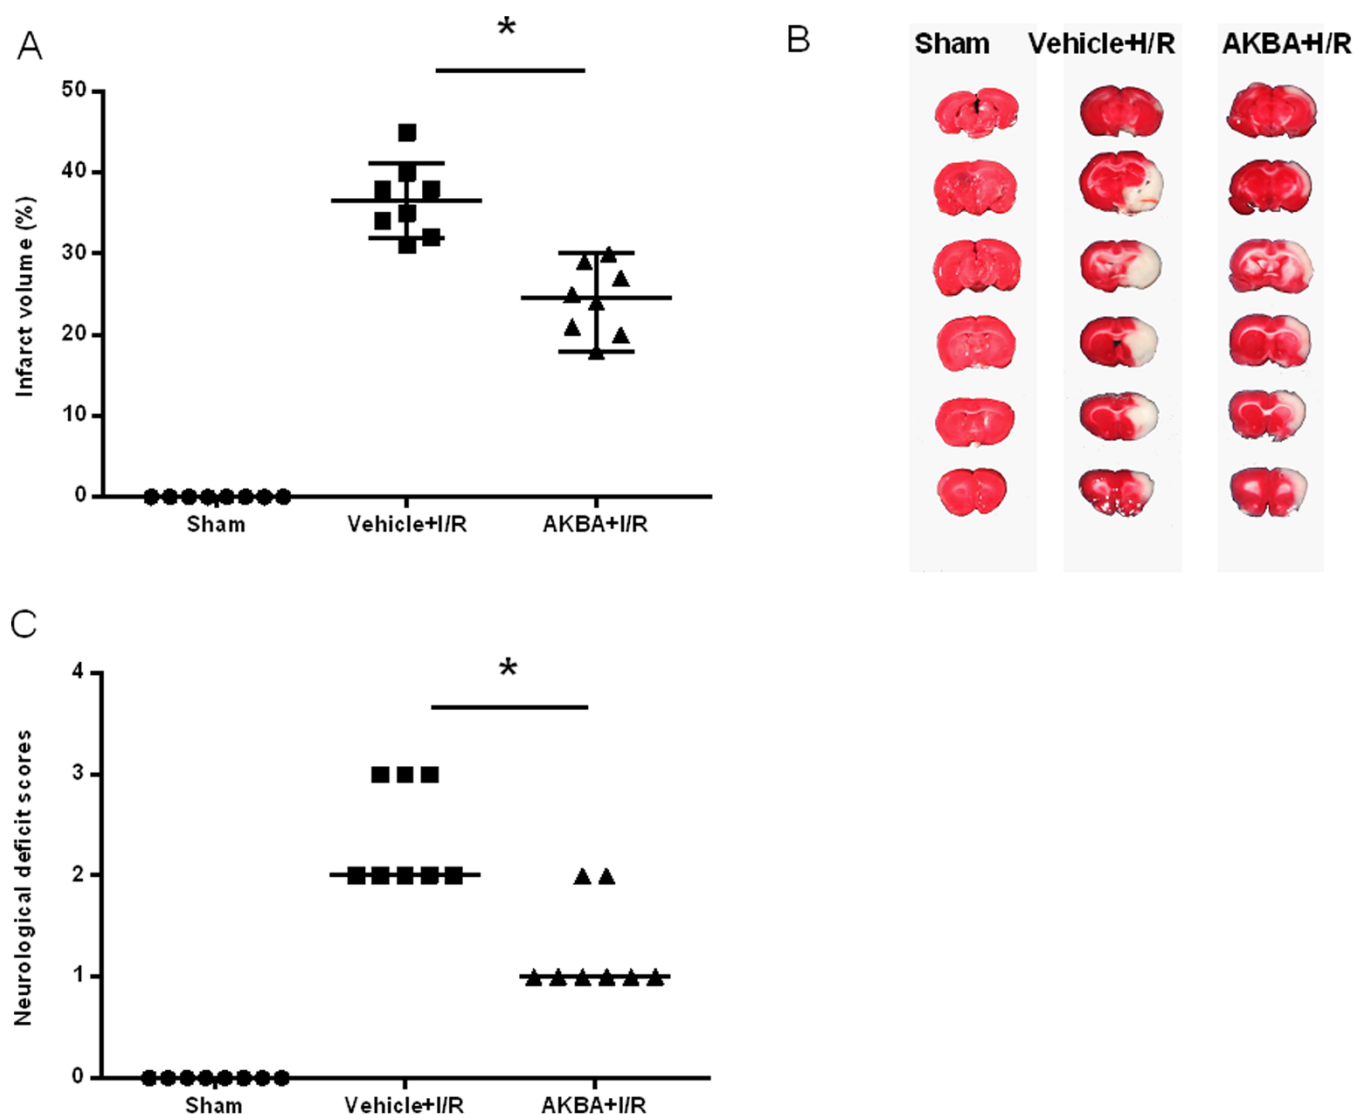 A
*
50
40
30
20
10
0
Infarct volume (%)
Sham Vehicle+I/R AKBA+I/R
B
Sham Vehicle+I/R AKBA+I/R
C
*
4
3
2
1
0
Neurological deficit scores
Sham Vehicle+I/R AKBA+I/R